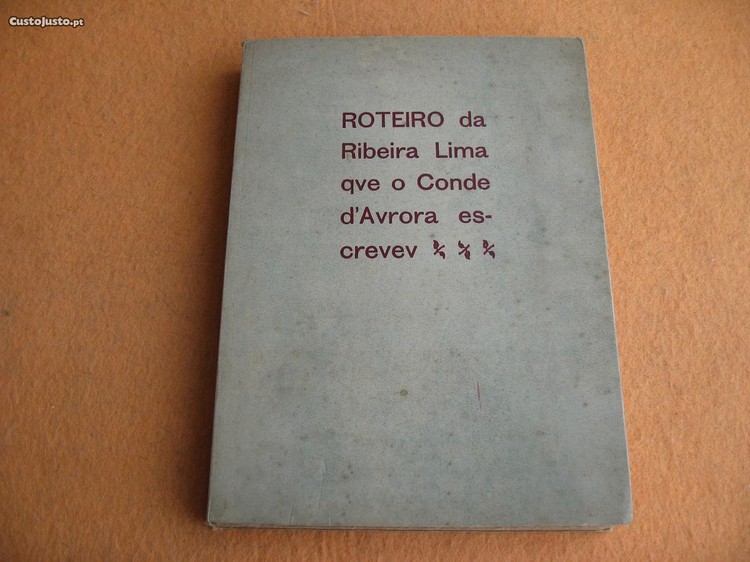 CustoJusto.pt
ROTEIRO da
Ribeira Lima
qve o Conde
d'Avrora es-
crevev